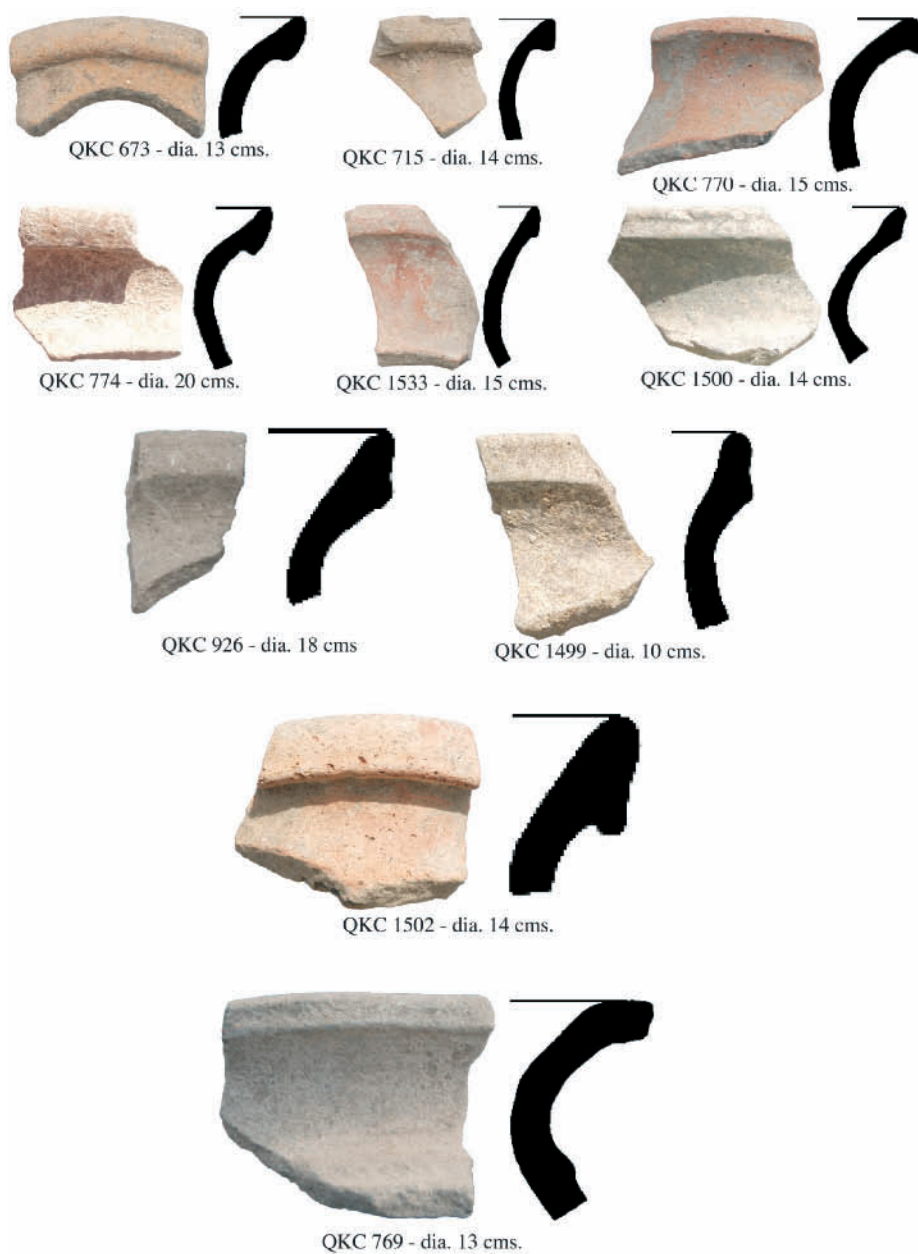 QKC 673 - dia. 13 cms.
QKC 715 - dia. 14 cms.
QKC 770 - dia. 15 cms.
QKC 774 - dia. 20 cms.
QKC 1533 - dia. 15 cms.
QKC 1500 - dia. 14 cms.
QKC 926 - dia. 18 cms
QKC 1499 - dia. 10 cms.
QKC 1502 - dia. 14 cms.
QKC 769 - dia. 13 cms.